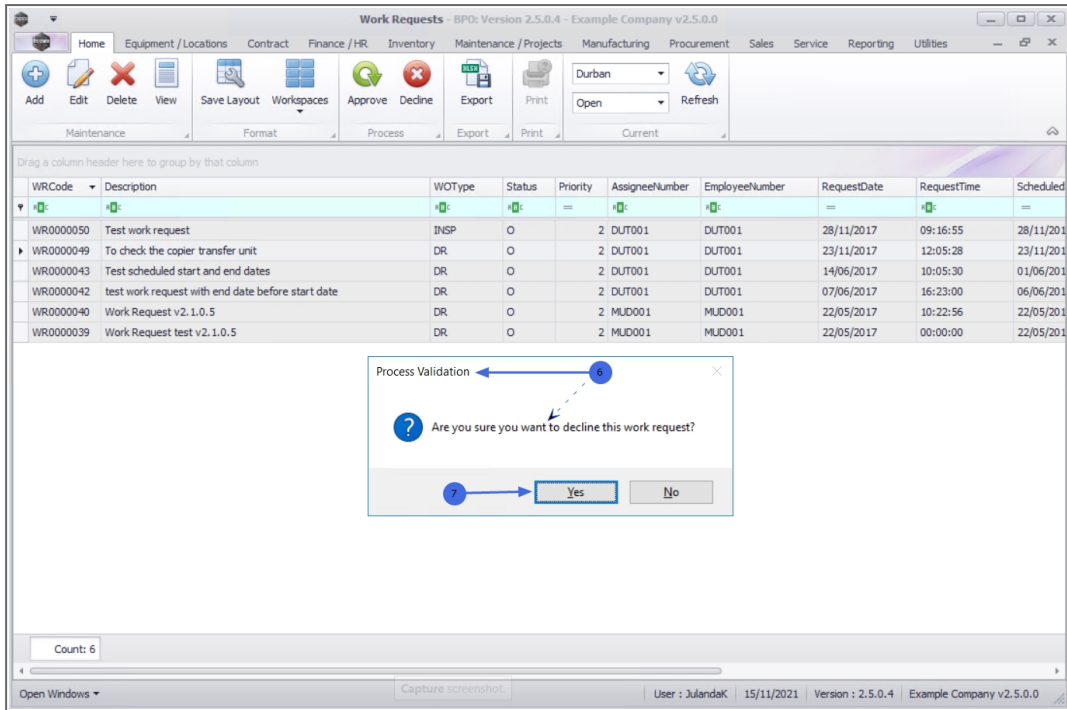 Work Requests - BPO: Version 2.5.0.4 - Example Company v2.5.0.0
Home Equipment / Locations Contract Finance / HR Inventory Maintenance / Projects Manufacturing Procurement Sales Service Reporting Utilities
Add Edit Delete View Save Layout Workspaces Approve Decline Export Print Durban Open Refresh
Maintenance Format Process Export Print Current
Drag a column header here to group by that column
WRCode Description WOType Status Priority AssigneeNumber EmployeeNumber RequestDate RequestTime Scheduled
WR0000050 Test work request INSP O 2 DUT001 DUT001 28/11/2017 09:16:55 28/11/201
WR0000049 To check the copier transfer unit DR O 2 DUT001 DUT001 23/11/2017 12:05:28 23/11/201
WR0000043 Test scheduled start and end dates DR O 2 DUT001 DUT001 14/06/2017 10:05:30 01/06/201
WR0000042 test work request with end date before start date DR O 2 DUT001 DUT001 07/06/2017 16:23:00 06/06/201
WR0000040 Work Request v2.1.0.5 DR O 2 MUD001 MUD001 22/05/2017 10:22:56 22/05/201
WR0000039 Work Request test v2.1.0.5 DR O 2 MUD001 MUD001 22/05/2017 00:00:00 22/05/201
Process Validation 6
Are you sure you want to decline this work request?
7 Yes No
Count: 6
Capture screenshot.
Open Windows User : JulandaK 15/11/2021 Version : 2.5.0.4 Example Company v2.5.0.0